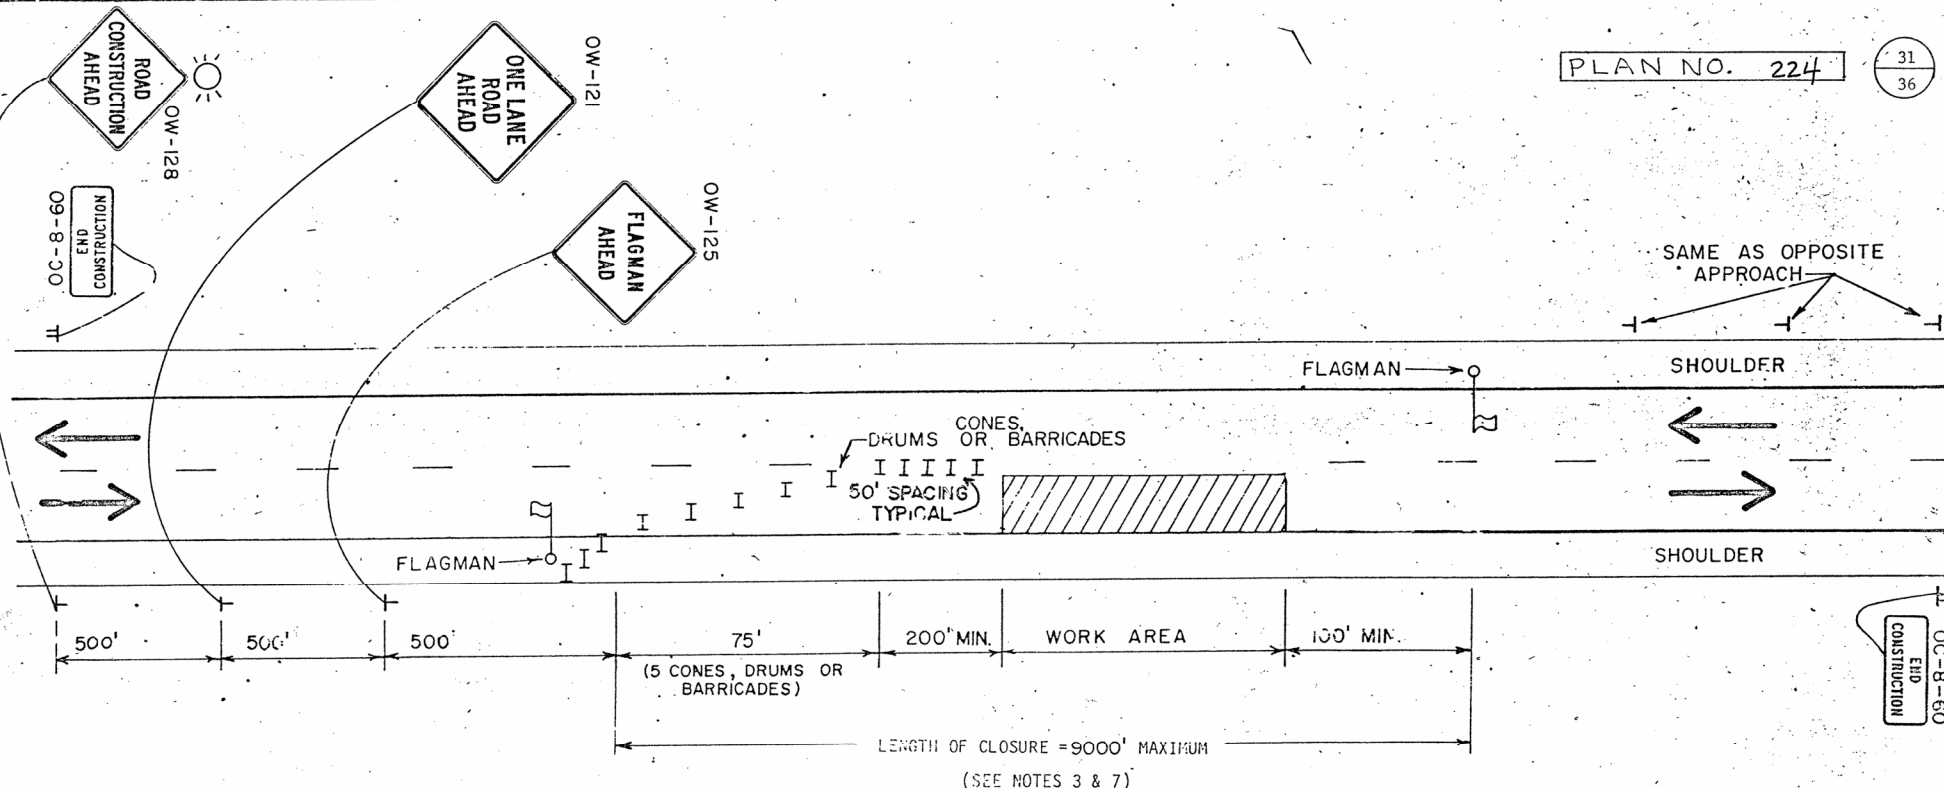 PLAN NO. 224
31
36
ROAD
CONSTRUCTION
AHEAD
OW-128
ONE LANE
ROAD
AHEAD
OW-121
FLAGMAN
AHEAD
OW-125
END
CONSTRUCTION
OC-8-60
SAME AS OPPOSITE
APPROACH
FLAGMAN
SHOULDER
CONES,
DRUMS OR BARRICADES
50' SPACING
TYPICAL
FLAGMAN
SHOULDER
500'
500'
500'
75'
200' MIN.
WORK AREA
100' MIN.
(5 CONES, DRUMS OR
BARRICADES)
END
CONSTRUCTION
OC-8-60
LENGTH OF CLOSURE = 9000' MAXIMUM
(SEE NOTES 3 & 7)